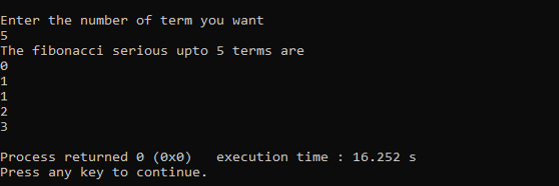 Enter the number of term you want
5
The fibonacci serious upto 5 terms are
0
1
1
2
3
Process returned 0 (0x0)   execution time : 16.252 s
Press any key to continue.